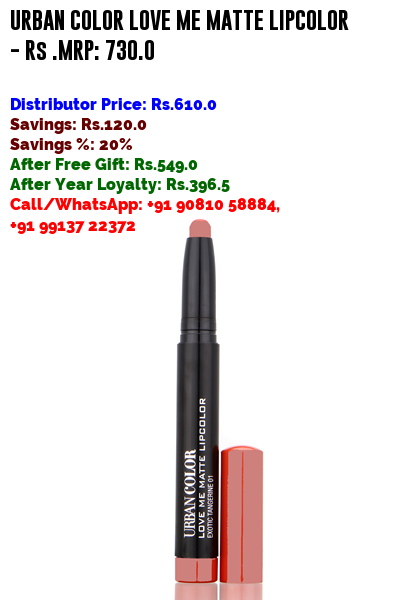 URBAN COLOR LOVE ME MATTE LIPCOLOR
- Rs .MRP: 730.0
Distributor Price: Rs.610.0
Savings: Rs.120.0
Savings %: 20%
After Free Gift: Rs.549.0
After Year Loyalty: Rs.396.5
Call/WhatsApp: +91 90810 58884,
+91 99137 22372
URBAN COLOR
LOVE ME MATTE LIPCOLOR
EXOTIC TANGERINE 01